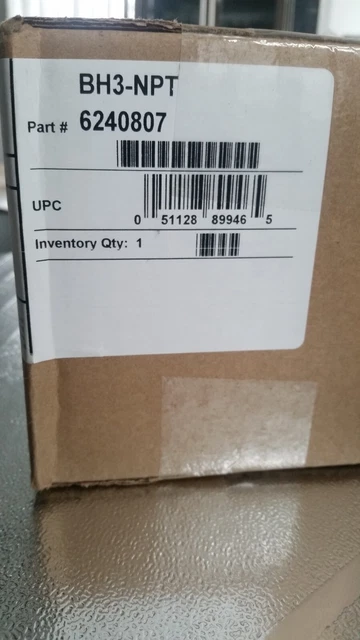 BH3-NPT
Part # 6240807
UPC
0 51128 89946 5
Inventory Qty: 1